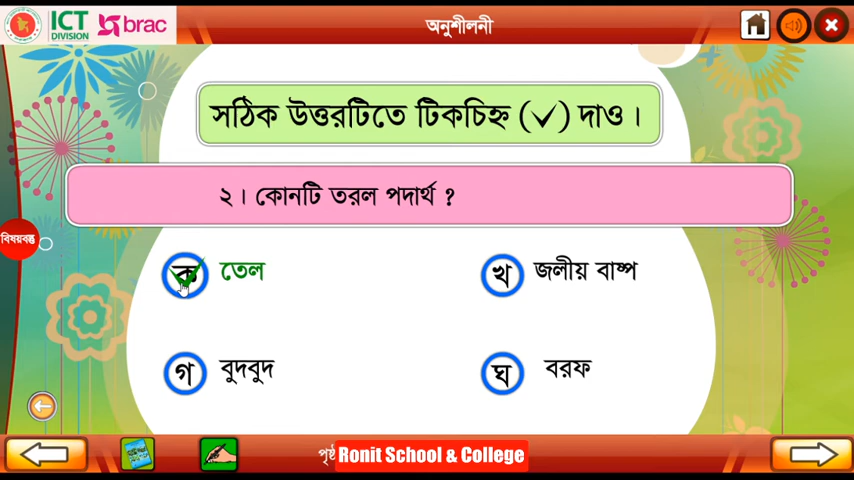 ICT
DIVISION
brac
অনুশীলনী
সঠিক উত্তরটিতে টিকচিহ্ন (✓) দাও।
২। কোনটি তরল পদার্থ ?
বিষয়বস্তু
ক তেল
খ জলীয় বাষ্প
গ বুদবুদ
ঘ বরফ
Ronit School & College